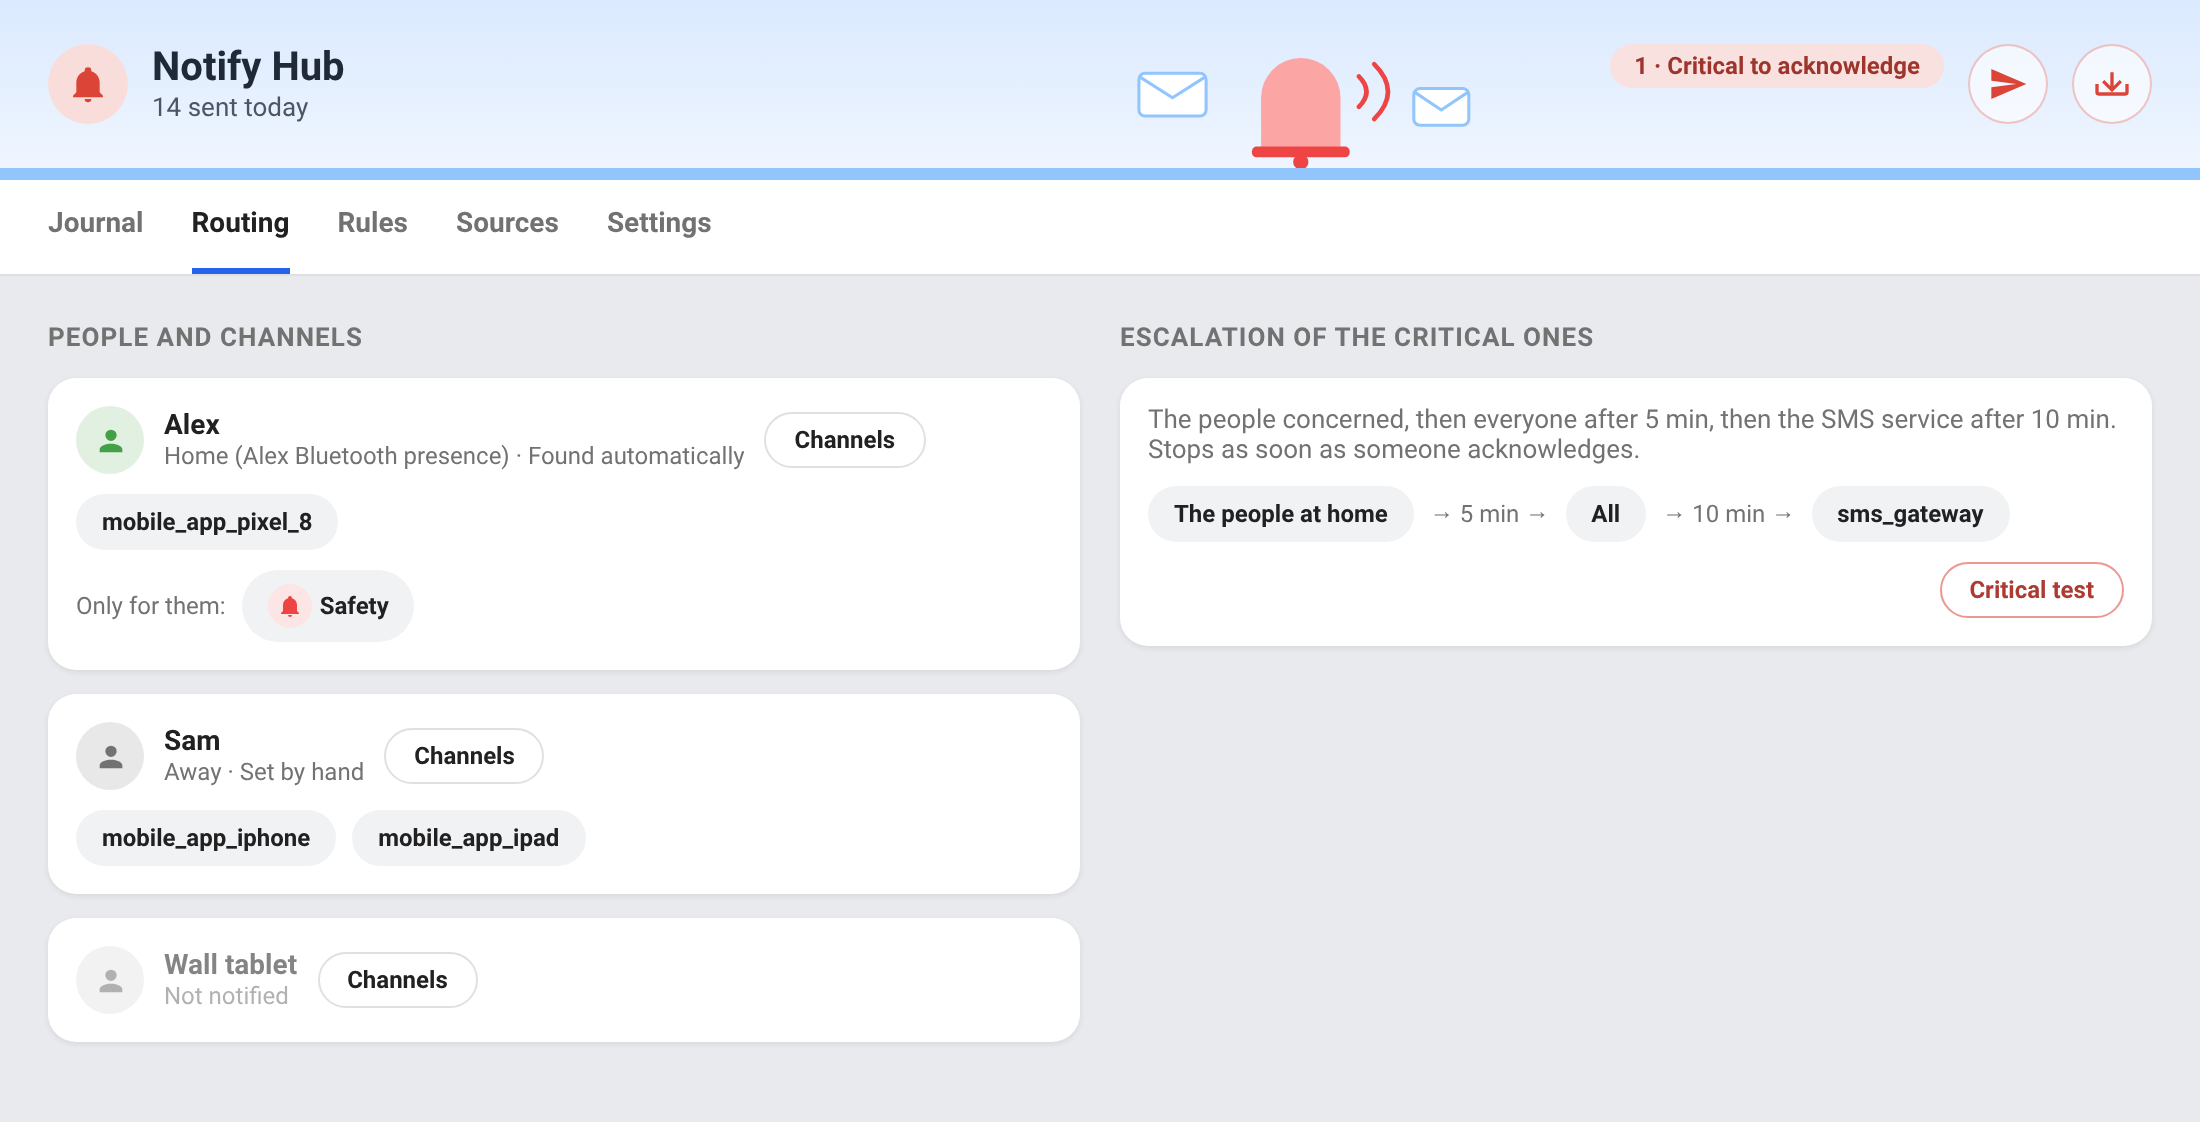 Notify Hub
14 sent today
1 · Critical to acknowledge
Journal
Routing
Rules
Sources
Settings
PEOPLE AND CHANNELS
Alex
Home (Alex Bluetooth presence) · Found automatically
Channels
mobile_app_pixel_8
Only for them:
Safety
Sam
Away · Set by hand
Channels
mobile_app_iphone
mobile_app_ipad
Wall tablet
Not notified
Channels
ESCALATION OF THE CRITICAL ONES
The people concerned, then everyone after 5 min, then the SMS service after 10 min.
Stops as soon as someone acknowledges.
The people at home → 5 min → All → 10 min → sms_gateway
Critical test